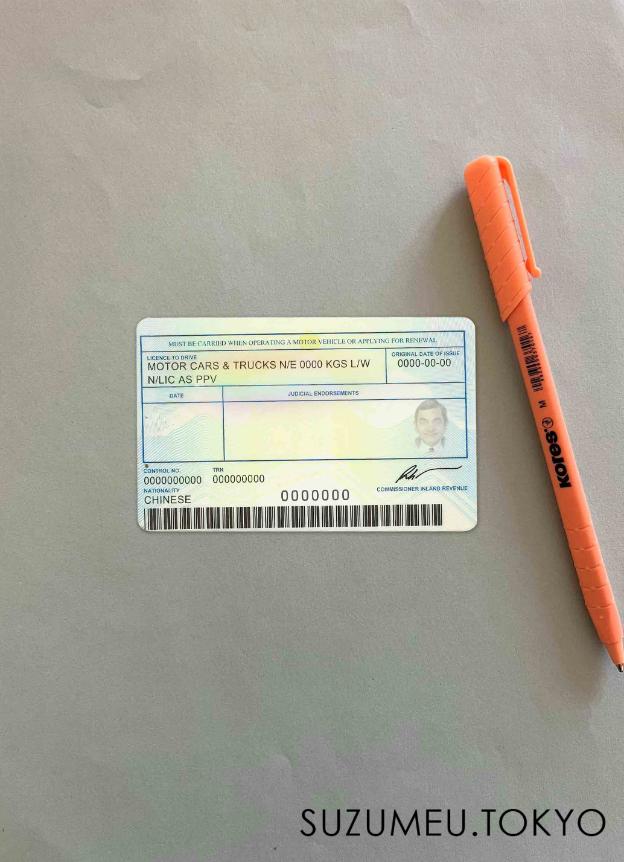 MUST BE CARRIED WHEN OPERATING A MOTOR VEHICLE OR APPLYING FOR RENEWAL
LICENCE TO DRIVE
MOTOR CARS & TRUCKS N/E 0000 KGS L/W
N/LIC AS PPV
ORIGINAL DATE OF ISSUE
0000-00-00
DATE
JUDICIAL ENDORSEMENTS
CONTROL NO.
0000000000
TRN
000000000
NATIONALITY
CHINESE
0000000
COMMISSIONER INLAND REVENUE
M
Kores
SUZUMEU.TOKYO